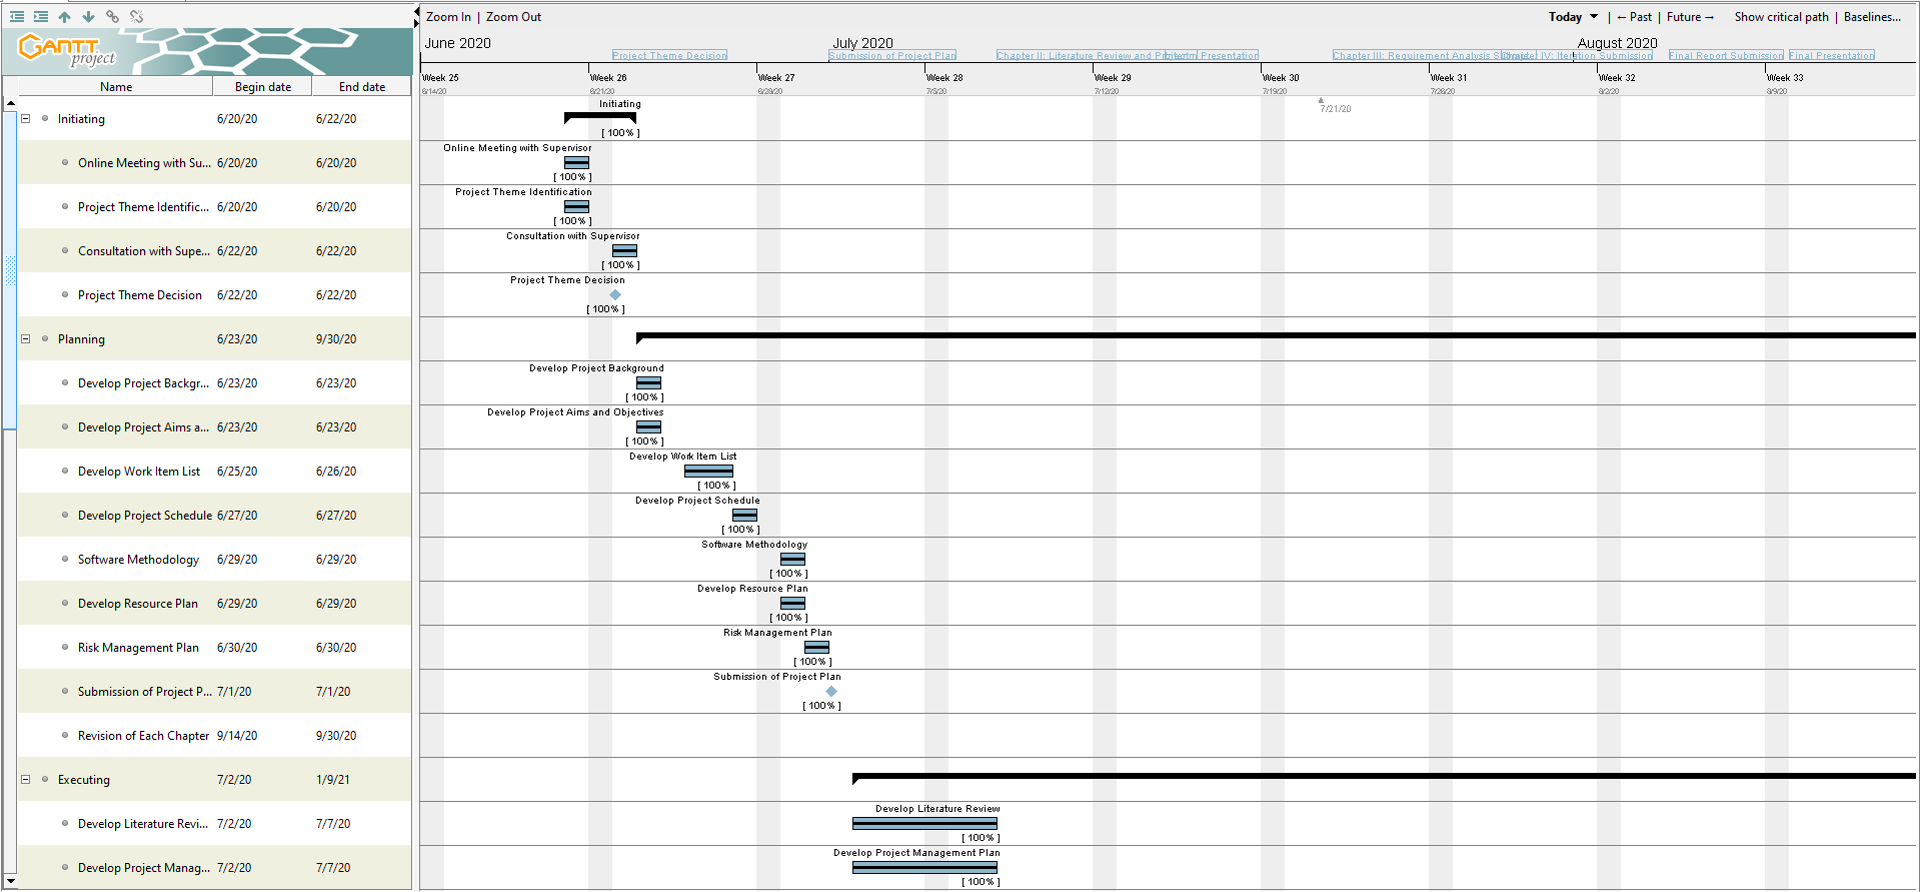 Zoom In | Zoom Out
Today ▼ | ← Past | Future → Show critical path | Baselines...
GANTT
project
June 2020
July 2020
August 2020
Project Theme Decision
Submission of Project Plan
Chapter II: Literature Review and
Presentation
Chapter III: Requirement Analysis
IV: Iteration Submission
Final Report Submission
Final Presentation
Week 25 Week 26 Week 27 Week 28 Week 29 Week 30 Week 31 Week 32 Week 33
6/14/20 6/21/20 6/28/20 7/5/20 7/12/20 7/19/20 7/26/20 8/2/20 8/9/20
7/21/20
Name Begin date End date
Initiating 6/20/20 6/22/20
Online Meeting with Su... 6/20/20 6/20/20
Project Theme Identific... 6/20/20 6/20/20
Consultation with Supe... 6/22/20 6/22/20
Project Theme Decision 6/22/20 6/22/20
Planning 6/23/20 9/30/20
Develop Project Backgr... 6/23/20 6/23/20
Develop Project Aims a... 6/23/20 6/23/20
Develop Work Item List 6/25/20 6/26/20
Develop Project Schedule 6/27/20 6/27/20
Software Methodology 6/29/20 6/29/20
Develop Resource Plan 6/29/20 6/29/20
Risk Management Plan 6/30/20 6/30/20
Submission of Project P... 7/1/20 7/1/20
Revision of Each Chapter 9/14/20 9/30/20
Executing 7/2/20 1/9/21
Develop Literature Revi... 7/2/20 7/7/20
Develop Project Manag... 7/2/20 7/7/20
Initiating
[ 100% ]
Online Meeting with Supervisor
[ 100% ]
Project Theme Identification
[ 100% ]
Consultation with Supervisor
[ 100% ]
Project Theme Decision
[ 100% ]
Develop Project Background
[ 100% ]
Develop Project Aims and Objectives
[ 100% ]
Develop Work Item List
[ 100% ]
Develop Project Schedule
[ 100% ]
Software Methodology
[ 100% ]
Develop Resource Plan
[ 100% ]
Risk Management Plan
[ 100% ]
Submission of Project Plan
[ 100% ]
Develop Literature Review
[ 100% ]
Develop Project Management Plan
[ 100% ]